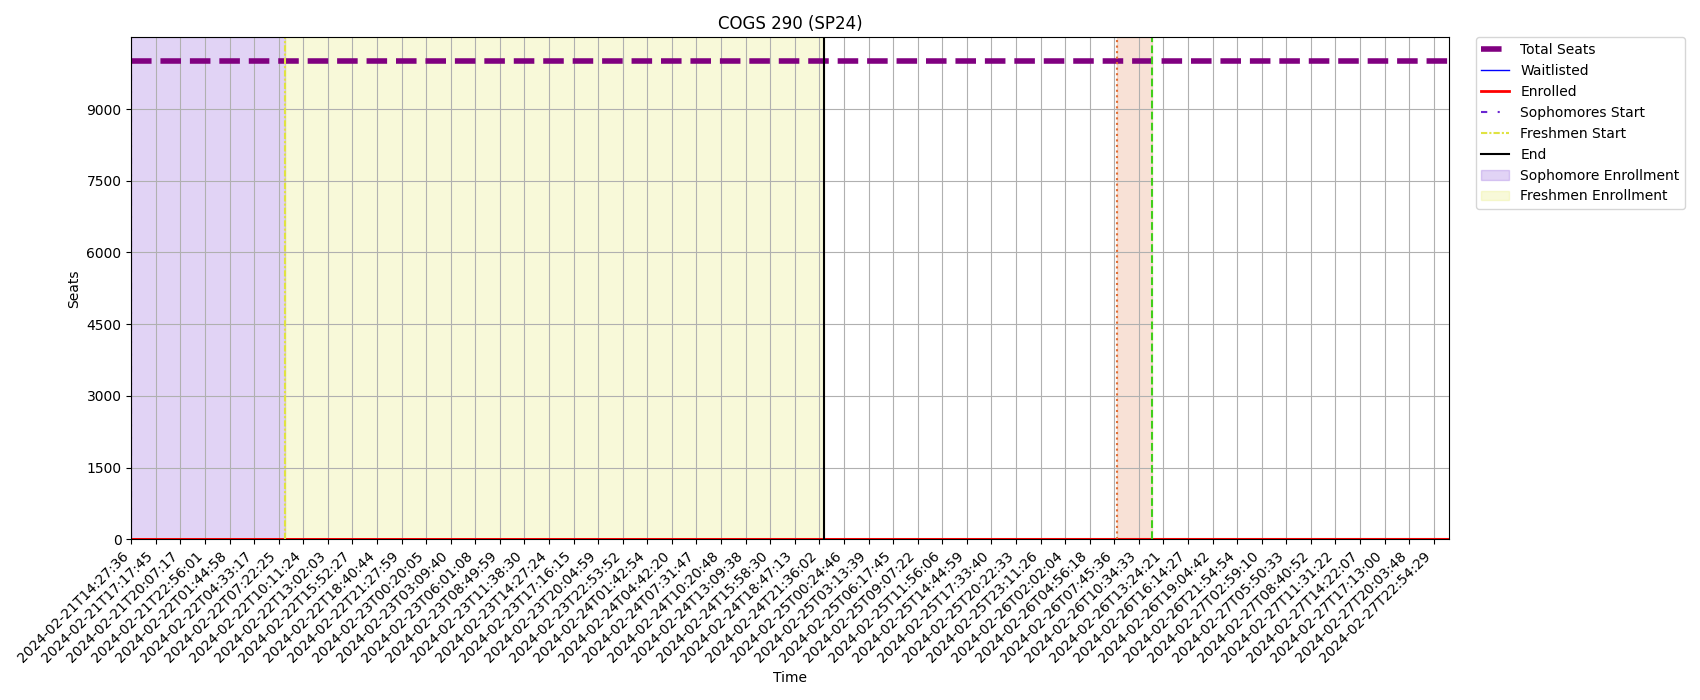 COGS 290 (SP24)
Total Seats
Waitlisted
Enrolled
Sophomores Start
Freshmen Start
End
Sophomore Enrollment
Freshmen Enrollment
9000
7500
6000
4500
3000
1500
0
Seats
2024-02-21T14:27:36
2024-02-21T17:17:45
2024-02-21T20:07:17
2024-02-21T22:56:01
2024-02-22T01:44:58
2024-02-22T04:33:17
2024-02-22T07:22:25
2024-02-22T10:11:24
2024-02-22T13:02:03
2024-02-22T15:52:27
2024-02-22T18:40:44
2024-02-22T21:27:59
2024-02-23T00:20:05
2024-02-23T03:09:40
2024-02-23T06:01:08
2024-02-23T08:49:59
2024-02-23T11:38:30
2024-02-23T14:27:24
2024-02-23T17:16:15
2024-02-23T20:04:59
2024-02-23T22:53:52
2024-02-24T01:42:54
2024-02-24T04:42:20
2024-02-24T07:31:47
2024-02-24T10:20:48
2024-02-24T13:09:38
2024-02-24T15:58:30
2024-02-24T18:47:13
2024-02-24T21:36:02
2024-02-25T00:24:46
2024-02-25T03:13:39
2024-02-25T06:17:45
2024-02-25T09:07:22
2024-02-25T11:56:06
2024-02-25T14:44:59
2024-02-25T17:33:40
2024-02-25T20:22:33
2024-02-25T23:11:26
2024-02-26T02:02:04
2024-02-26T04:56:18
2024-02-26T07:45:36
2024-02-26T10:34:33
2024-02-26T13:24:21
2024-02-26T16:14:27
2024-02-26T19:04:42
2024-02-26T21:54:54
2024-02-27T02:59:10
2024-02-27T05:50:33
2024-02-27T08:40:52
2024-02-27T11:31:22
2024-02-27T14:22:07
2024-02-27T17:13:00
2024-02-27T20:03:48
2024-02-27T22:54:29
Time